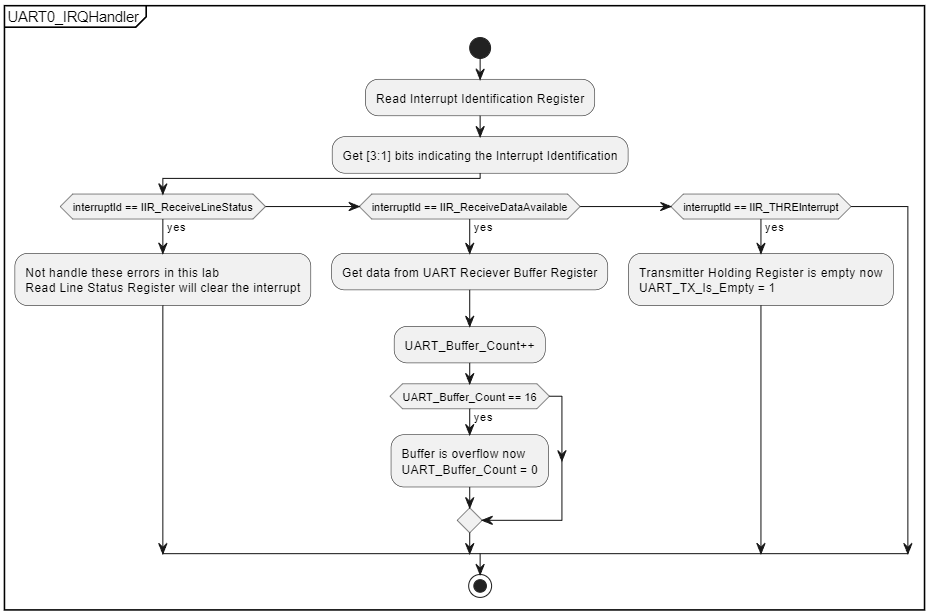 UART0_IRQHandler
Read Interrupt Identification Register
Get [3:1] bits indicating the Interrupt Identification
interruptId == IIR_ReceiveLineStatus
yes
Not handle these errors in this lab
Read Line Status Register will clear the interrupt
interruptId == IIR_ReceiveDataAvailable
yes
Get data from UART Reciever Buffer Register
UART_Buffer_Count++
UART_Buffer_Count == 16
yes
Buffer is overflow now
UART_Buffer_Count = 0
interruptId == IIR_THREInterrupt
yes
Transmitter Holding Register is empty now
UART_TX_Is_Empty = 1